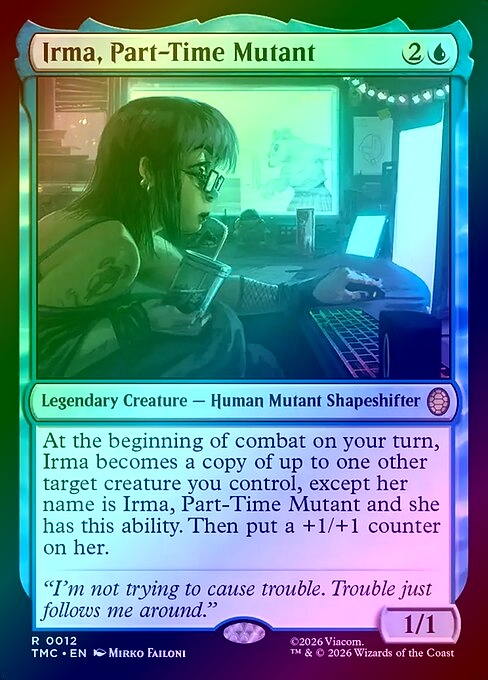 Irma, Part-Time Mutant 2
Legendary Creature — Human Mutant Shapeshifter
At the beginning of combat on your turn,
Irma becomes a copy of up to one other
target creature you control, except her
name is Irma, Part-Time Mutant and she
has this ability. Then put a +1/+1 counter
on her.
“I'm not trying to cause trouble. Trouble just
follows me around.”
1/1
R 0012
TMC • EN Mirko Failoni
©2026 Viacom.
™ & © 2026 Wizards of the Coast